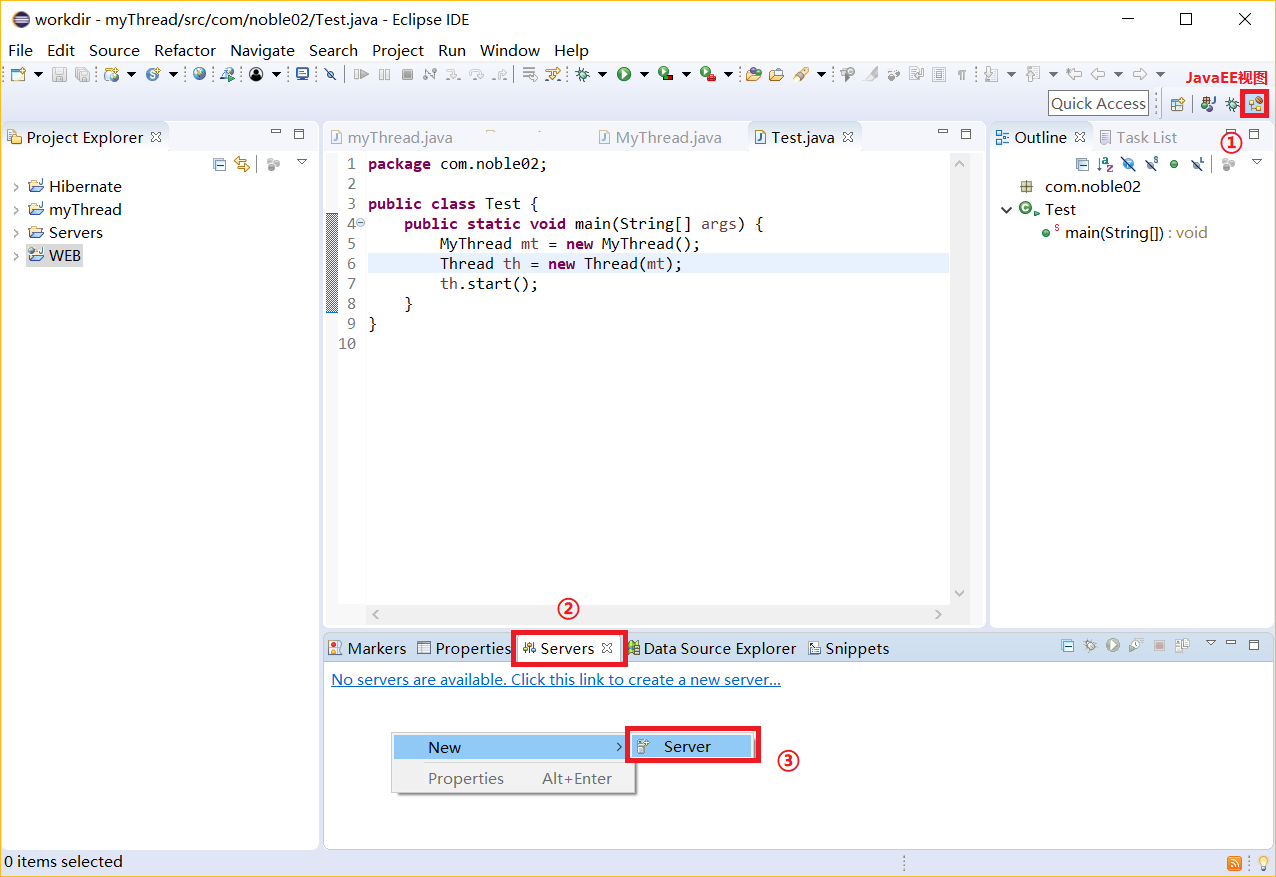 workdir - myThread/src/com/noble02/Test.java - Eclipse IDE
File Edit Source Refactor Navigate Search Project Run Window Help
JavaEE视图
Quick Access
①
Project Explorer
Hibernate
myThread
Servers
WEB
myThread.java MyThread.java Test.java
1 package com.noble02;
2
3 public class Test {
4 public static void main(String[] args) {
5 MyThread mt = new MyThread();
6 Thread th = new Thread(mt);
7 th.start();
8 }
9 }
10
Outline Task List
com.noble02
Test
main(String[]) : void
②
Markers Properties Servers Data Source Explorer Snippets
No servers are available. Click this link to create a new server...
New Server
③
Properties Alt+Enter
0 items selected